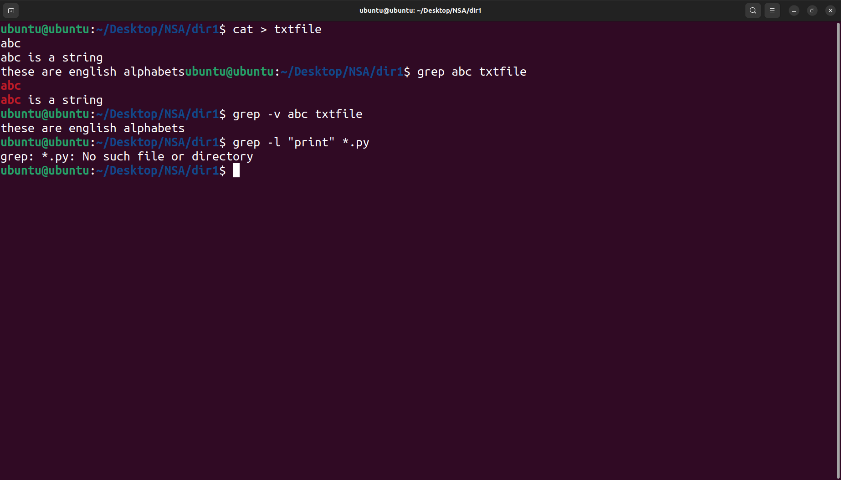 ubuntu@ubuntu: ~/Desktop/NSA/dir1
ubuntu@ubuntu:~/Desktop/NSA/dir1$ cat > txtfile
abc
abc is a string
these are english alphabetsubuntu@ubuntu:~/Desktop/NSA/dir1$ grep abc txtfile
abc
abc is a string
ubuntu@ubuntu:~/Desktop/NSA/dir1$ grep -v abc txtfile
these are english alphabets
ubuntu@ubuntu:~/Desktop/NSA/dir1$ grep -l "print" *.py
grep: *.py: No such file or directory
ubuntu@ubuntu:~/Desktop/NSA/dir1$